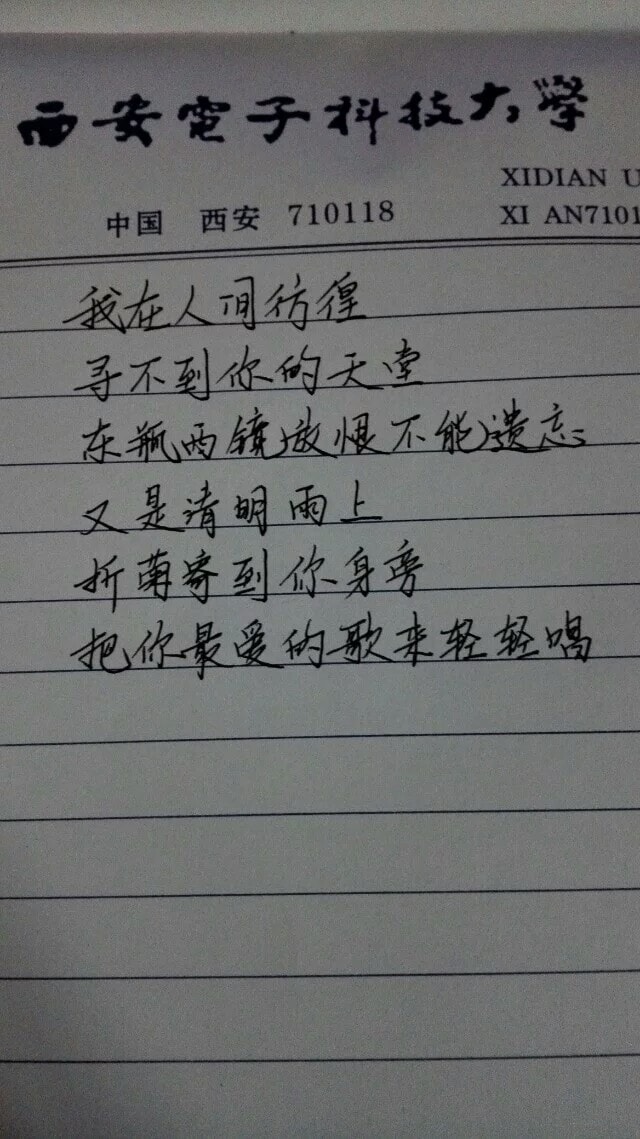 西安電子科技大學
XIDIAN U
中国 西安 710118
XI AN7101
我在人间彷徨
寻不到你的天堂
东瓶西镜放恨不能遗忘
又是清明雨上
折菊寄到你身旁
把你最爱的歌来轻轻唱